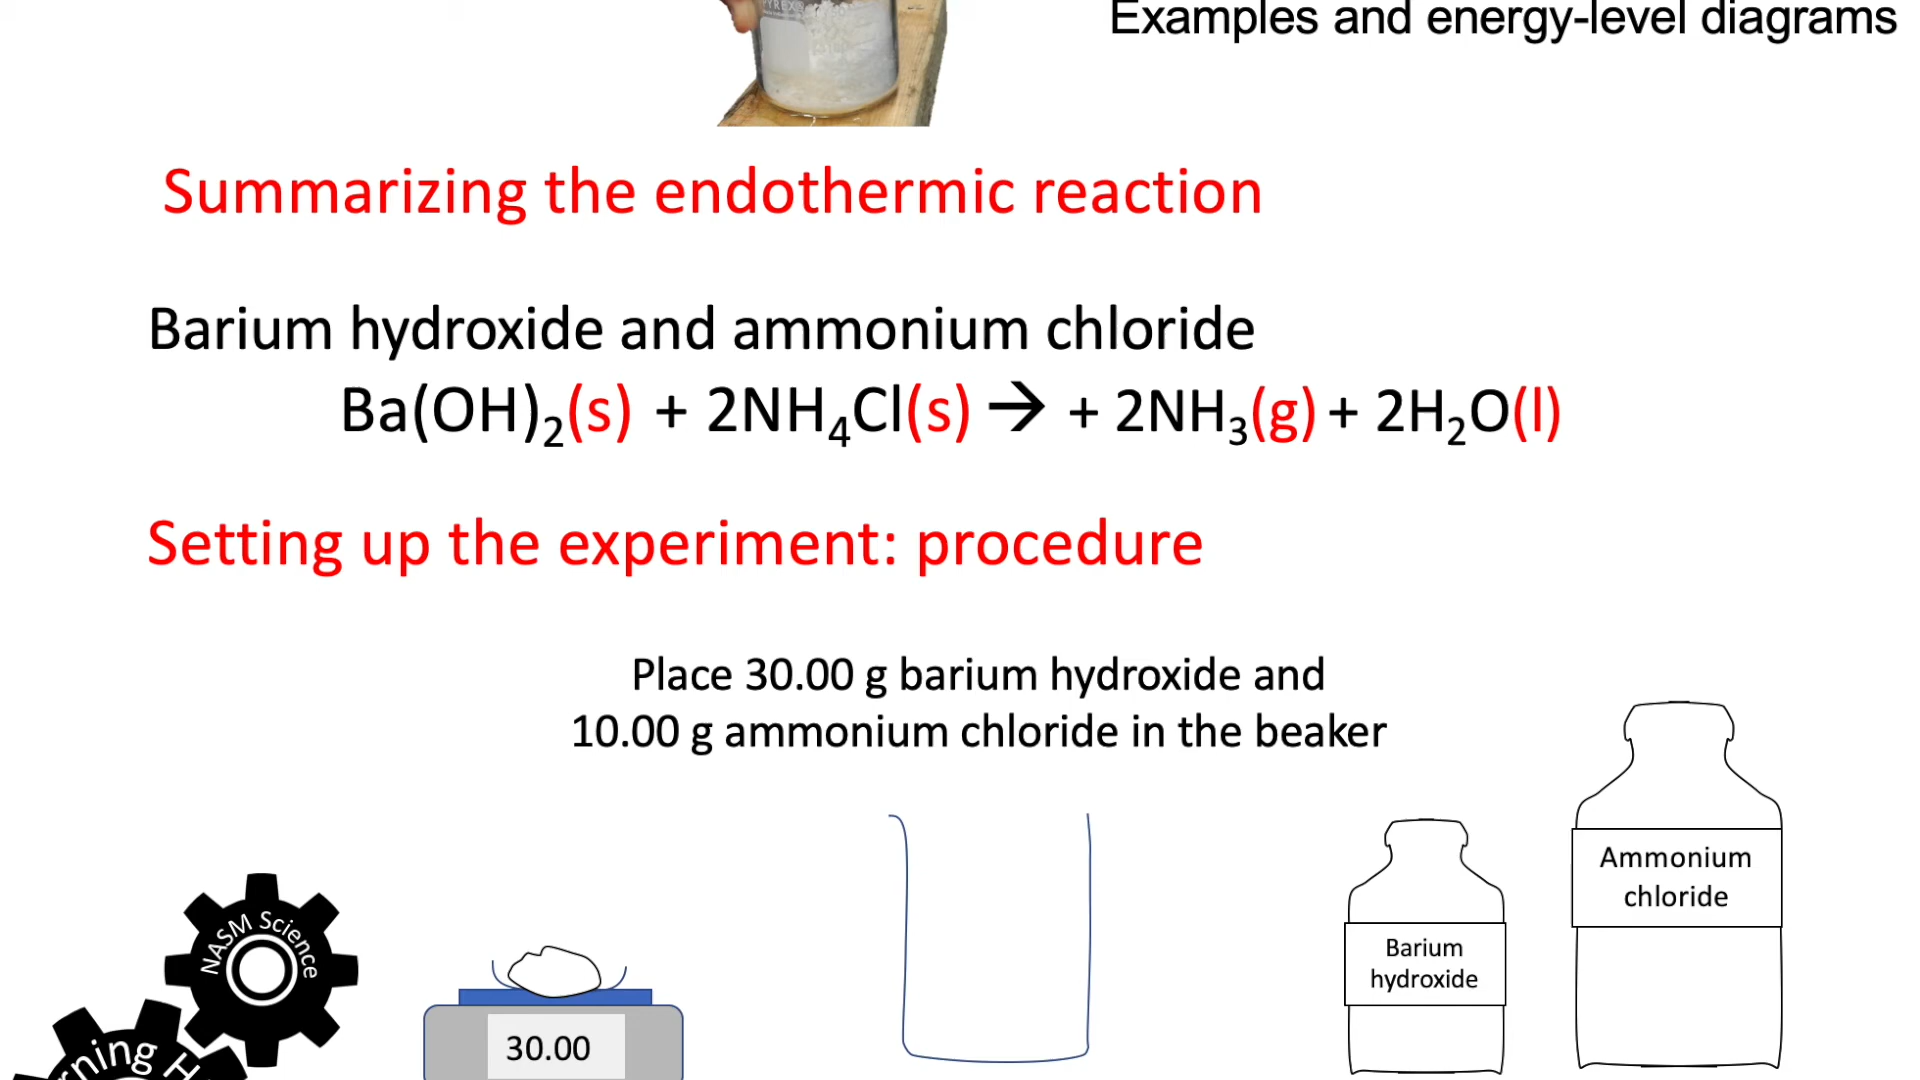 PYREX
Examples and energy-level diagrams
Summarizing the endothermic reaction
Barium hydroxide and ammonium chloride
Ba(OH)₂(s) + 2NH₄Cl(s) → + 2NH₃(g) + 2H₂O(l)
Setting up the experiment: procedure
Place 30.00 g barium hydroxide and
10.00 g ammonium chloride in the beaker
Ammonium
chloride
Barium
hydroxide
NASM Science
30.00
rning H